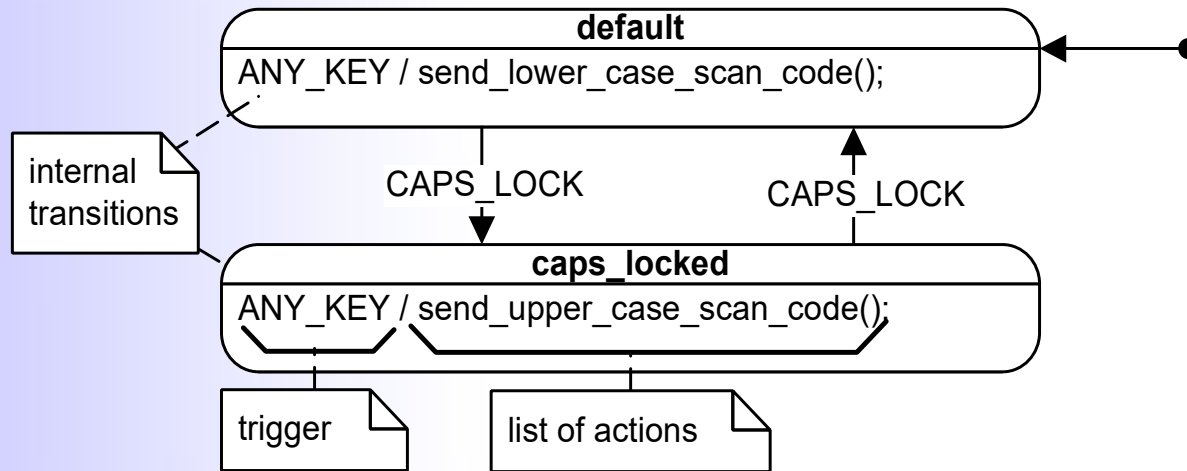 default
ANY_KEY / send_lower_case_scan_code();
internal
transitions
CAPS_LOCK
CAPS_LOCK
caps_locked
ANY_KEY / send_upper_case_scan_code();
trigger
list of actions